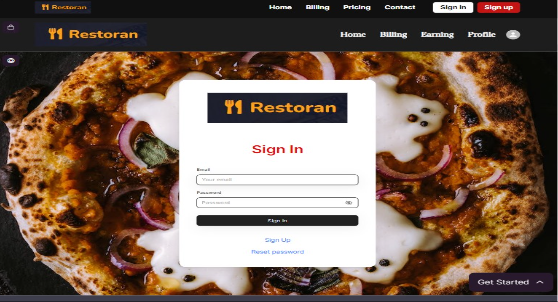 Restoran Home Billing Pricing Contact Sign in Sign up
Restoran Home Billing Earning Profile
Restoran
Sign In
Email
Your email
Password
Password
Sign In
Sign Up
Reset password
Get Started